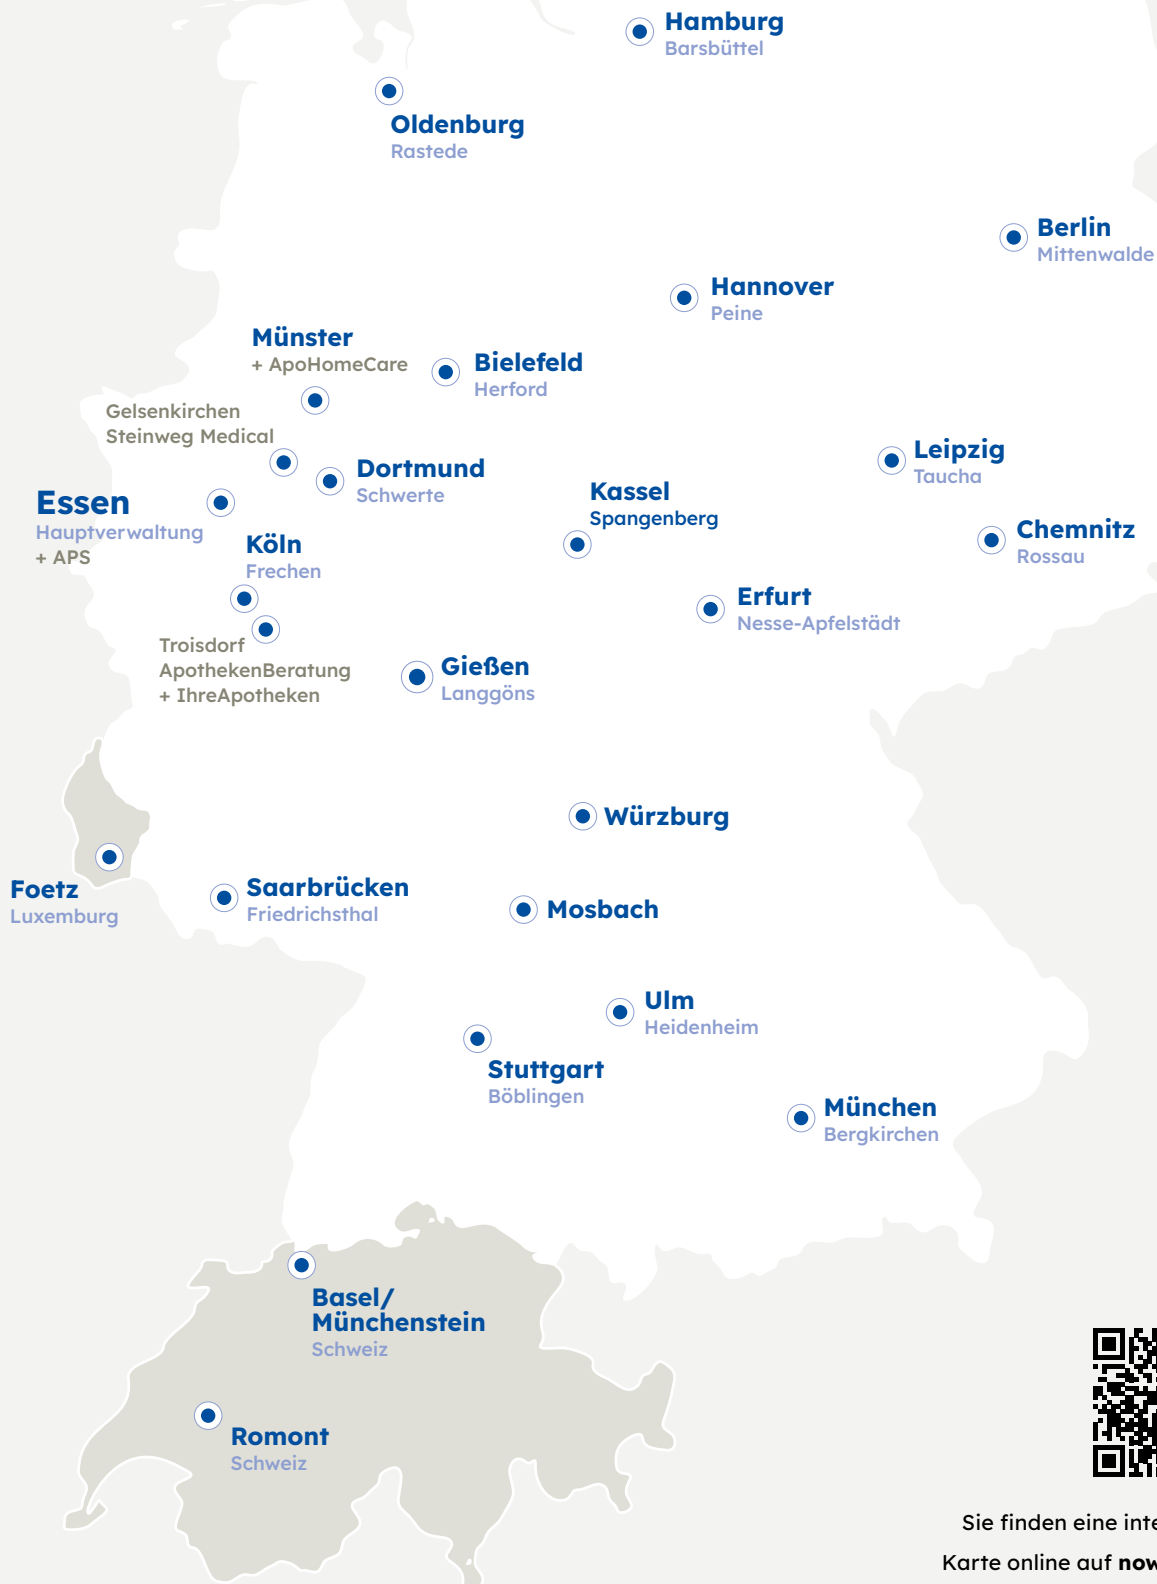 Hamburg
Barsbüttel
Oldenburg
Rastede
Berlin
Mittenwalde
Hannover
Peine
Münster
+ ApoHomeCare
Bielefeld
Herford
Gelsenkirchen
Steinweg Medical
Dortmund
Schwerte
Leipzig
Taucha
Kassel
Spangenberg
Essen
Hauptverwaltung
+ APS
Chemnitz
Rossau
Köln
Frechen
Erfurt
Nesse-Apfelstädt
Troisdorf
ApothekenBeratung
+ IhreApotheken
Gießen
Langgöns
Würzburg
Foetz
Luxemburg
Saarbrücken
Friedrichsthal
Mosbach
Ulm
Heidenheim
Stuttgart
Böblingen
München
Bergkirchen
Basel/
Münchenstein
Schweiz
Romont
Schweiz
Sie finden eine inte
Karte online auf now